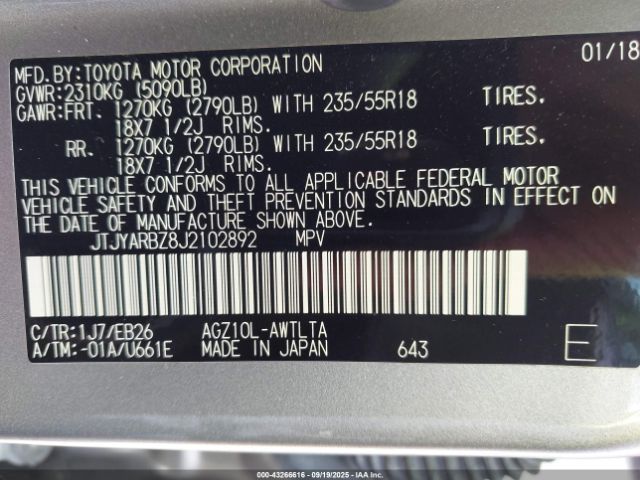 MFD.BY:TOYOTA MOTOR CORPORATION 01/18
GVWR:2310KG (5090LB)
GAWR:FRT. 1270KG (2790LB) WITH 235/55R18 TIRES.
18X7 1/2J RIMS.
RR. 1270KG (2790LB) WITH 235/55R18 TIRES.
18X7 1/2J RIMS.
THIS VEHICLE CONFORMS TO ALL APPLICABLE FEDERAL MOTOR
VEHICLE SAFETY AND THEFT PREVENTION STANDARDS IN EFFECT ON
THE DATE OF MANUFACTURE SHOWN ABOVE.
JTJYARBZ8J2102892 MPV
C/TR:1J7/EB26 AGZ10L-AWTLTA
A/TM:-01A/U661E MADE IN JAPAN 643 E
000-43266616 - 09/19/2025 - IAA, Inc.